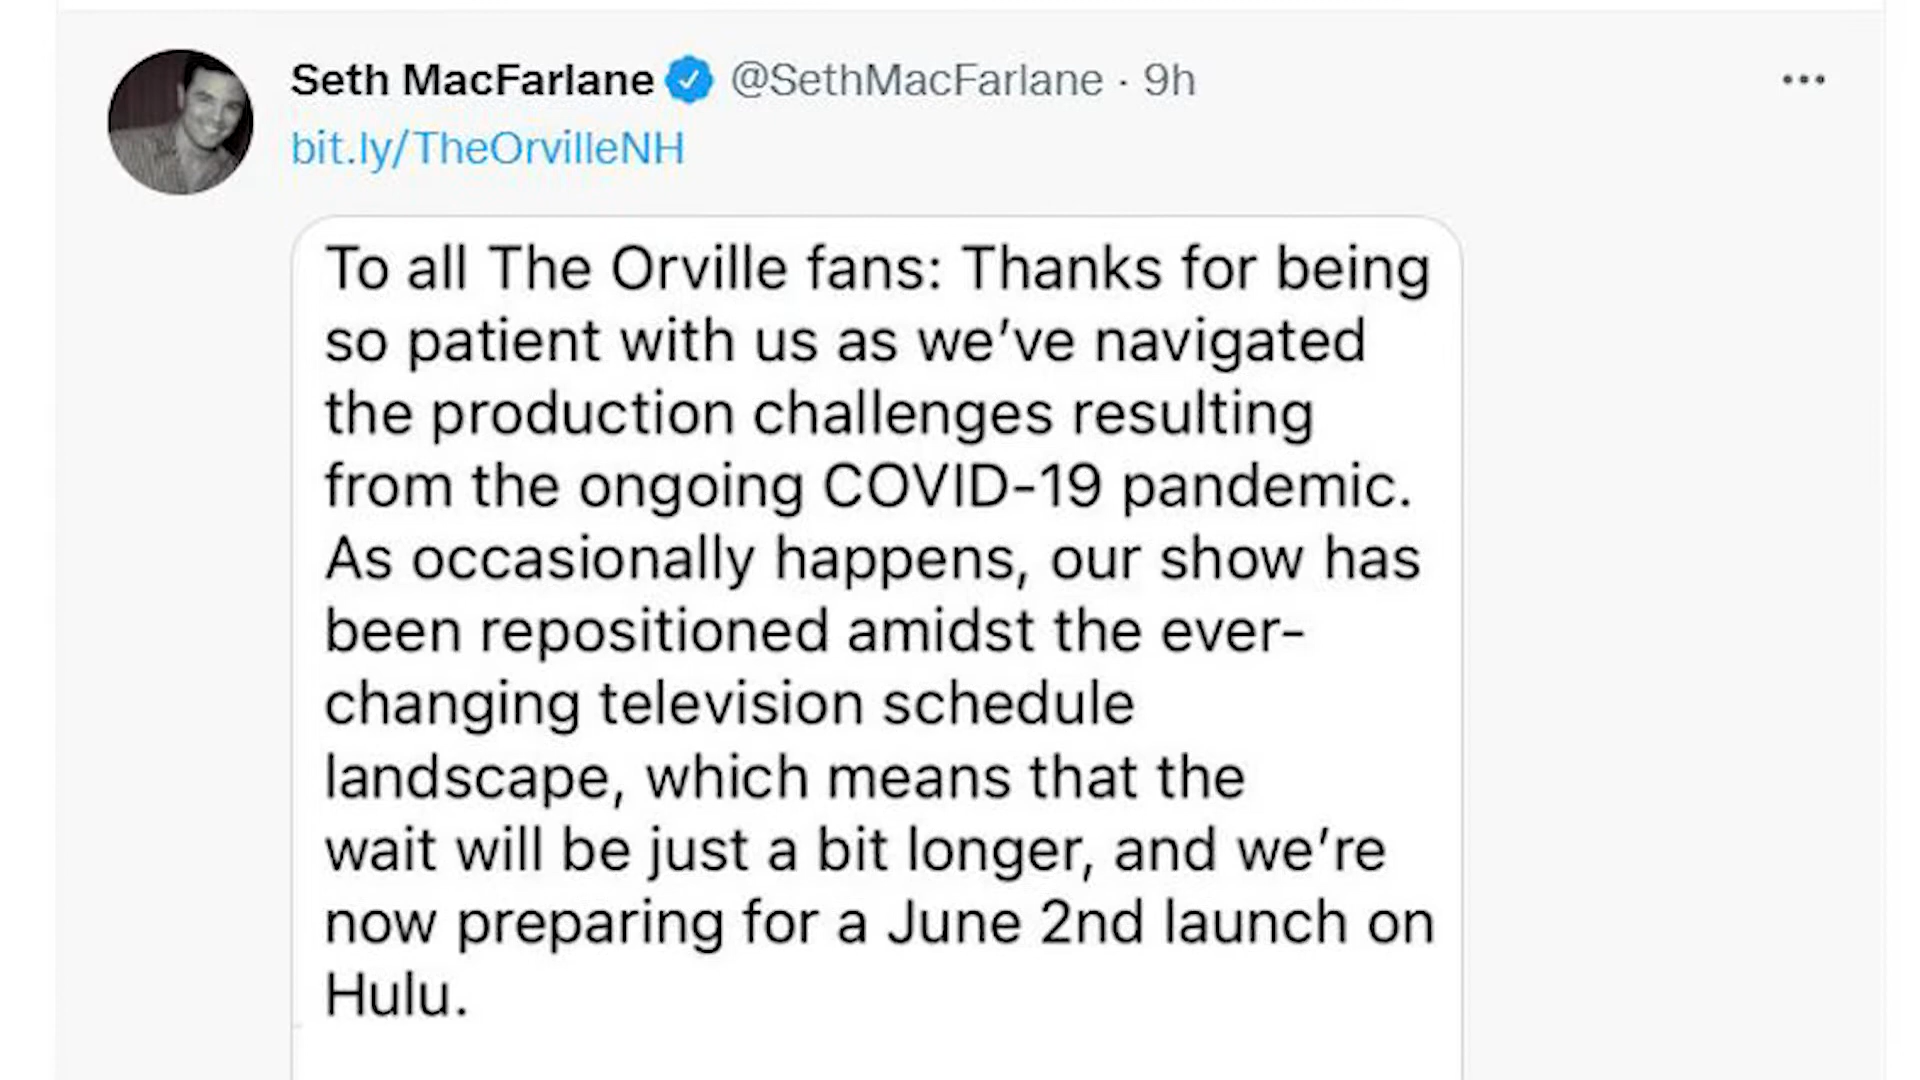 Seth MacFarlane @SethMacFarlane · 9h
bit.ly/TheOrvilleNH
To all The Orville fans: Thanks for being
so patient with us as we’ve navigated
the production challenges resulting
from the ongoing COVID-19 pandemic.
As occasionally happens, our show has
been repositioned amidst the ever-
changing television schedule
landscape, which means that the
wait will be just a bit longer, and we’re
now preparing for a June 2nd launch on
Hulu.